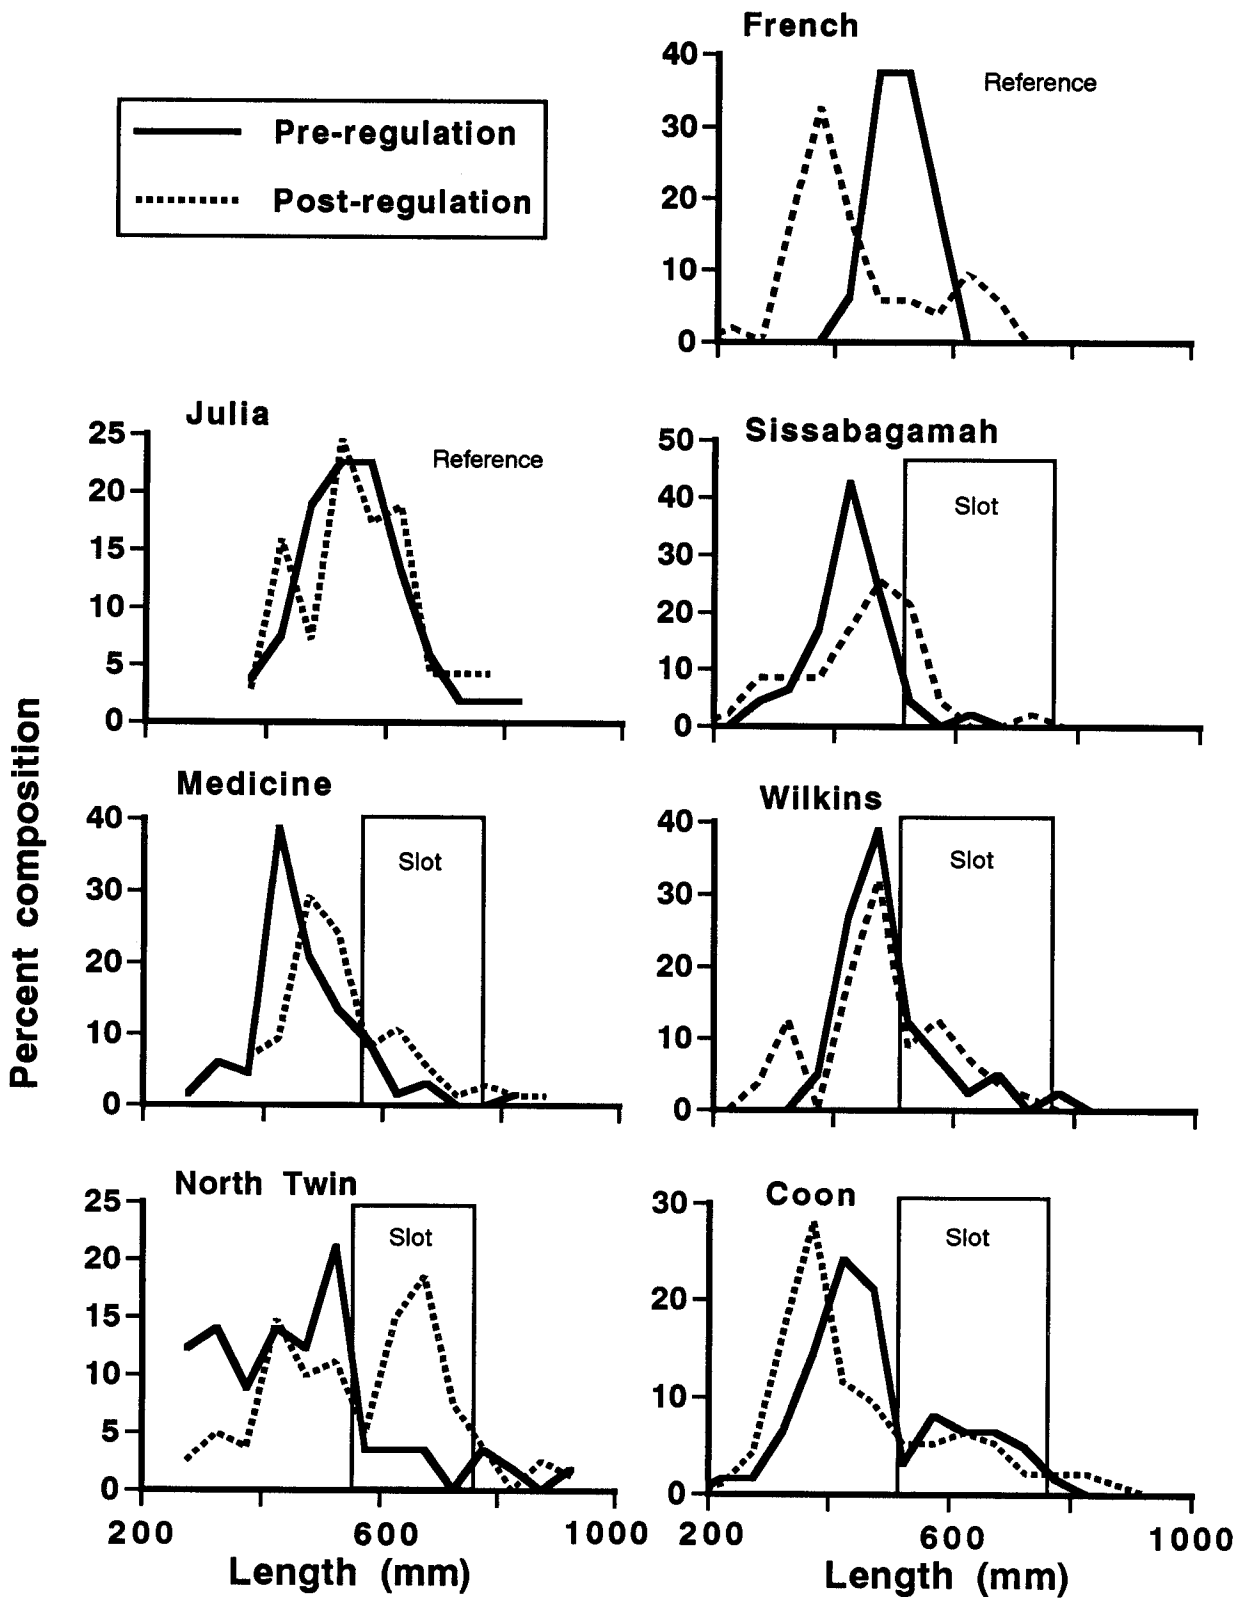 French
40
30
20
10
0
Reference
Pre-regulation
Post-regulation
Julia
25
20
15
10
5
0
Reference
Sissabagamah
50
40
30
20
10
0
Slot
Percent composition
Medicine
40
30
20
10
0
Slot
Wilkins
40
30
20
10
0
Slot
North Twin
25
20
15
10
5
0
Slot
200 600 1000
Length (mm)
Coon
30
20
10
0
Slot
200 600 1000
Length (mm)